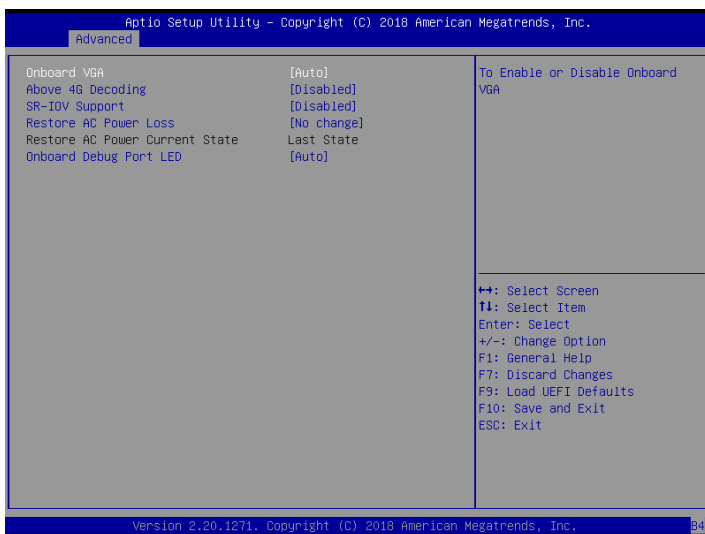 Aptio Setup Utility – Copyright (C) 2018 American Megatrends, Inc.
Advanced
Onboard VGA [Auto]
Above 4G Decoding [Disabled]
SR-IOV Support [Disabled]
Restore AC Power Loss [No change]
Restore AC Power Current State Last State
Onboard Debug Port LED [Auto]
To Enable or Disable Onboard
VGA
↔: Select Screen
↑↓: Select Item
Enter: Select
+/-: Change Option
F1: General Help
F7: Discard Changes
F9: Load UEFI Defaults
F10: Save and Exit
ESC: Exit
Version 2.20.1271. Copyright (C) 2018 American Megatrends, Inc.
B4